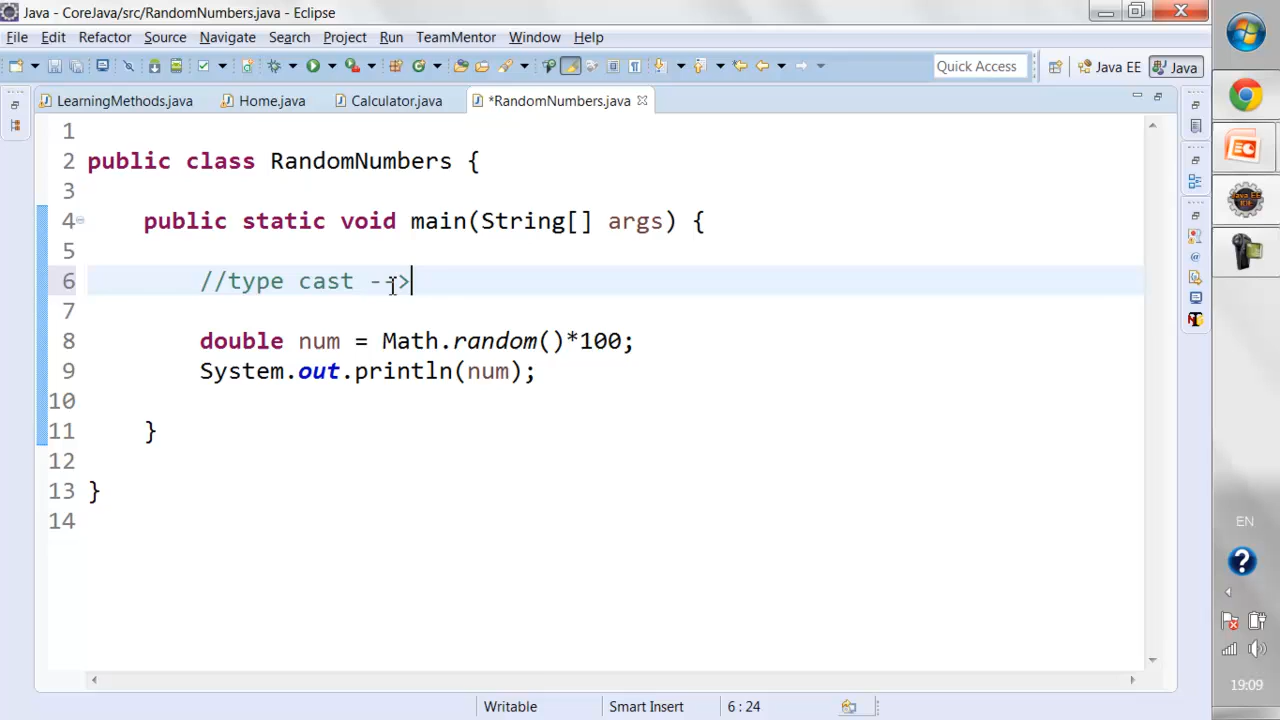 Java - CoreJava/src/RandomNumbers.java - Eclipse
File Edit Refactor Source Navigate Search Project Run TeamMentor Window Help
Quick Access Java EE Java
LearningMethods.java Home.java Calculator.java *RandomNumbers.java
1
2 public class RandomNumbers {
3
4 public static void main(String[] args) {
5
6 //type cast -->
7
8 double num = Math.random()*100;
9 System.out.println(num);
10
11 }
12
13 }
14
EN
19:09
Writable Smart Insert 6 : 24